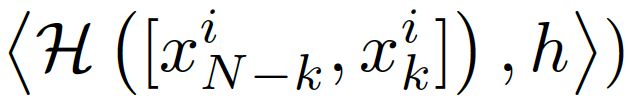 ⟨ℋ([x^i_{N−k}, x^i_k]), h⟩)